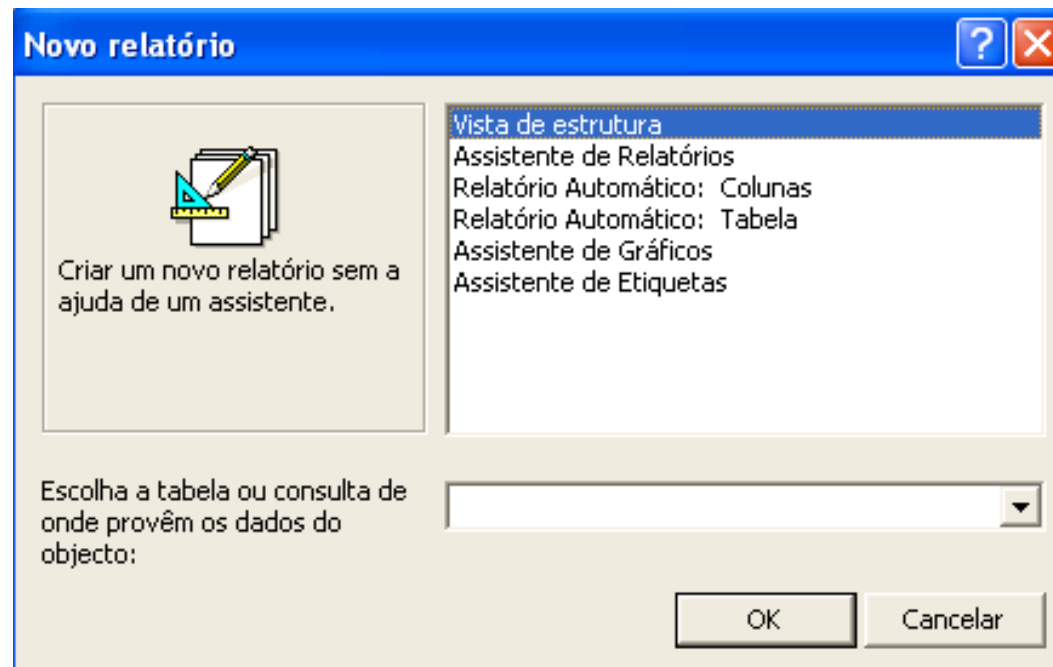 Novo relatório
Criar um novo relatório sem a
ajuda de um assistente.
Vista de estrutura
Assistente de Relatórios
Relatório Automático: Colunas
Relatório Automático: Tabela
Assistente de Gráficos
Assistente de Etiquetas
Escolha a tabela ou consulta de
onde provêm os dados do
objecto:
OK
Cancelar